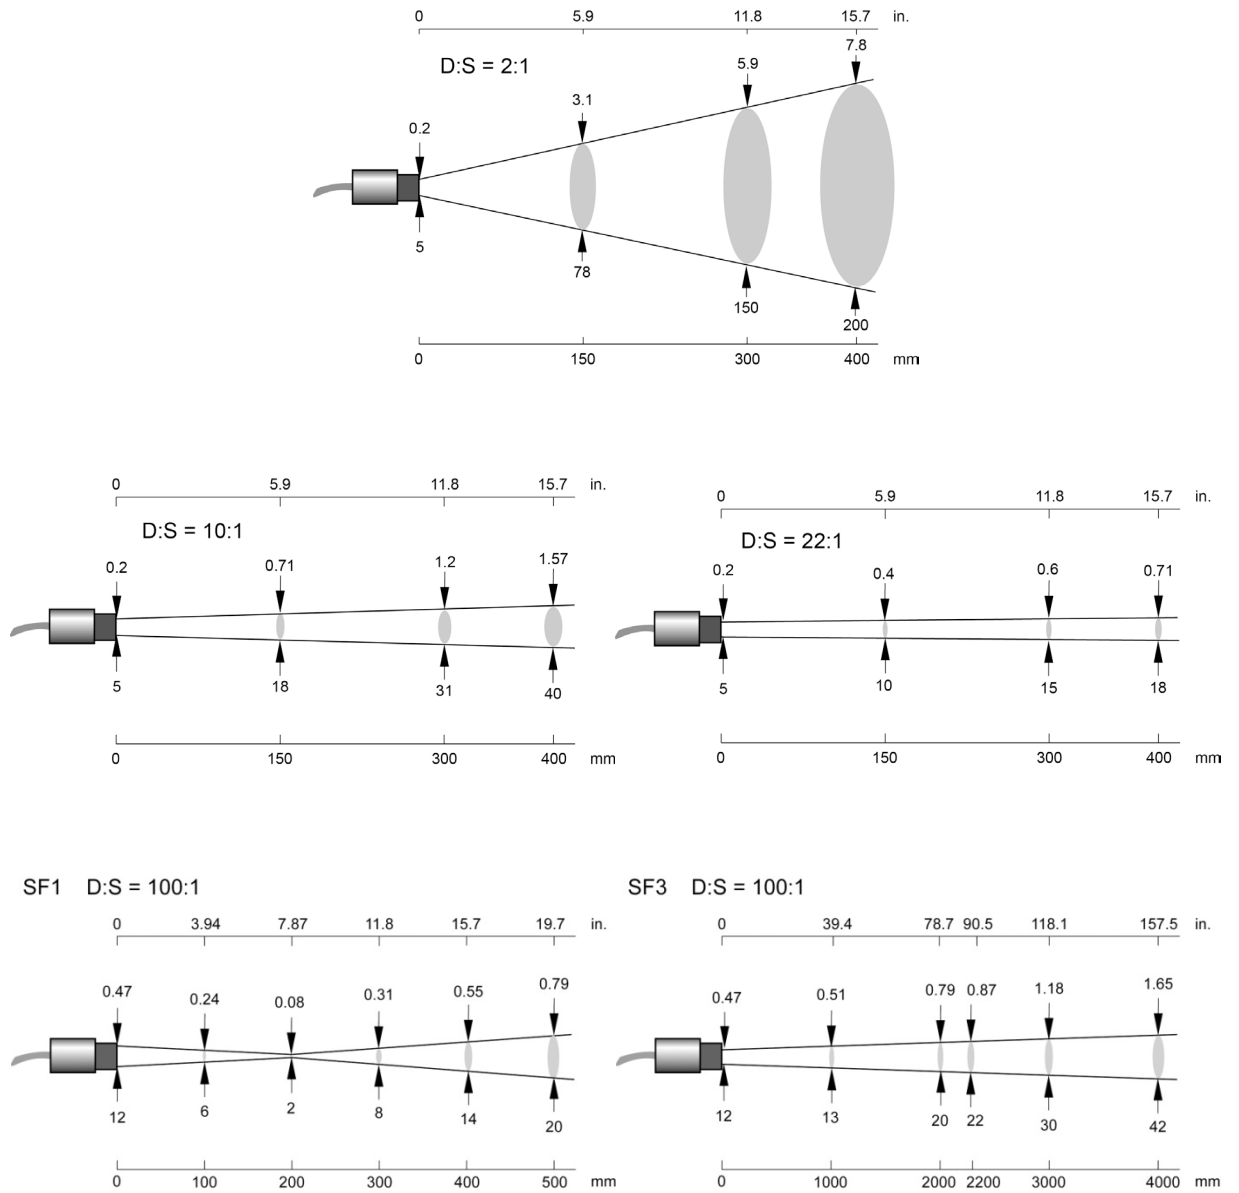 0 5.9 11.8 15.7 in.
7.8
D:S = 2:1
5.9
3.1
0.2
5
78
150
200
0 150 300 400 mm
0 5.9 11.8 15.7 in.
D:S = 10:1
0.2 0.71 1.2 1.57
5 18 31 40
0 150 300 400 mm
0 5.9 11.8 15.7 in.
D:S = 22:1
0.2 0.4 0.6 0.71
5 10 15 18
0 150 300 400 mm
SF1 D:S = 100:1
0 3.94 7.87 11.8 15.7 19.7 in.
0.47 0.24 0.08 0.31 0.55 0.79
12 6 2 8 14 20
0 100 200 300 400 500 mm
SF3 D:S = 100:1
0 39.4 78.7 90.5 118.1 157.5 in.
0.47 0.51 0.79 0.87 1.18 1.65
12 13 20 22 30 42
0 1000 2000 2200 3000 4000 mm